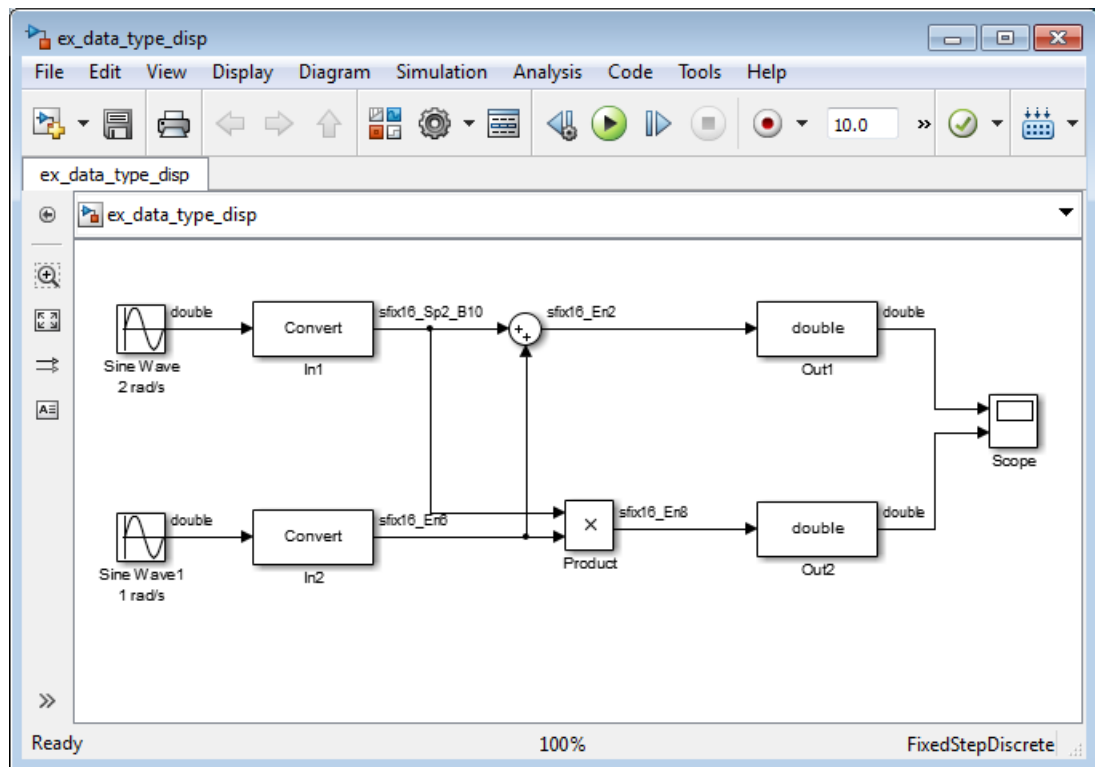 ex_data_type_disp
File Edit View Display Diagram Simulation Analysis Code Tools Help
10.0 »
ex_data_type_disp
ex_data_type_disp
double
sfix16_Sp2_B10
sfix16_En2
double
Convert
+
+
double
Sine Wave
2 rad/s
In1
Out1
Scope
double
sfix16_En6
sfix16_En8
double
Convert
×
double
Sine Wave1
1 rad/s
In2
Product
Out2
A
»
Ready 100% FixedStepDiscrete